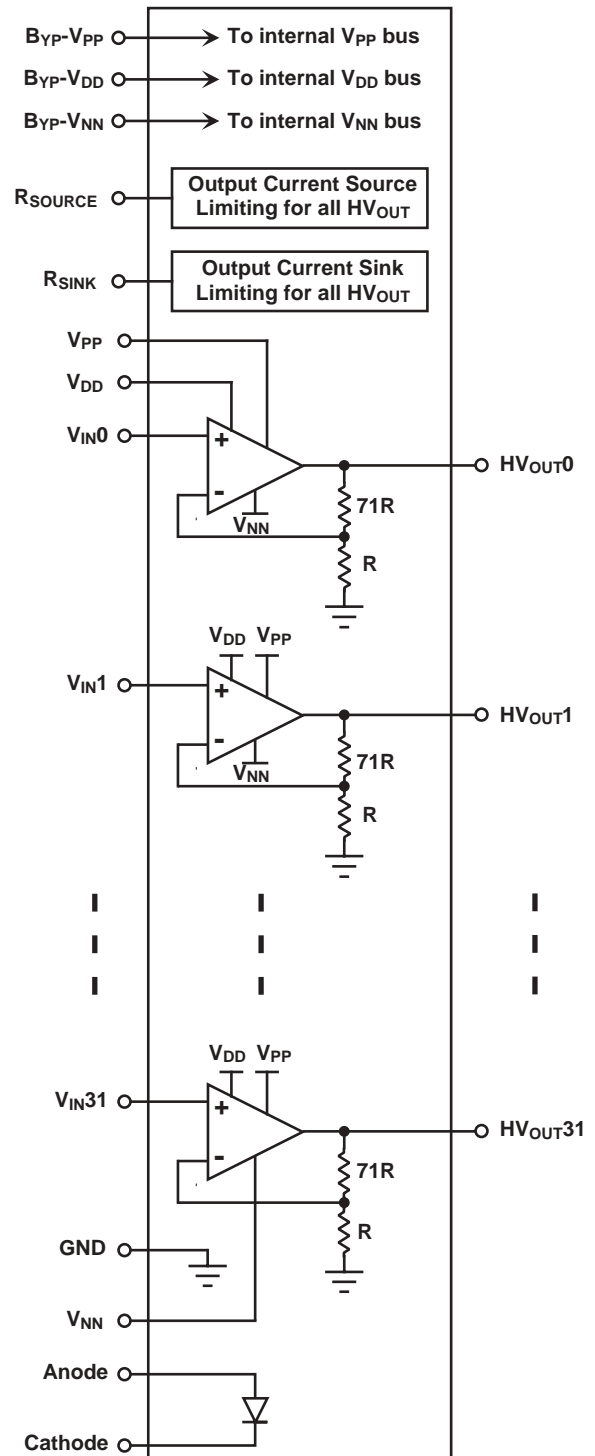 BYP-VPP To internal VPP bus
BYP-VDD To internal VDD bus
BYP-VNN To internal VNN bus
RSOURCE
Output Current Source
Limiting for all HVOUT
RSINK
Output Current Sink
Limiting for all HVOUT
VPP
VDD
VIN0
+
-
VNN
HVOUT0
71R
R
VDD VPP
VIN1
+
-
VNN
HVOUT1
71R
R
VDD VPP
VIN31
+
-
HVOUT31
71R
R
GND
VNN
Anode
Cathode